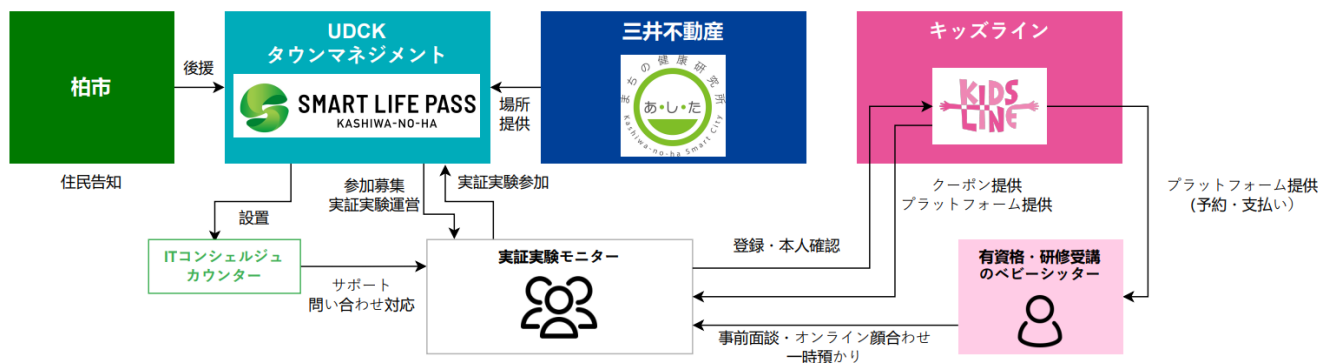 柏市
後援
住民告知
UDCK
タウンマネジメント
SMART LIFE PASS
KASHIWA-NO-HA
場所
提供
三井不動産
まちの健康研究所
あ・し・た
Kashiwa-no-ha Smart City
キッズライン
KIDS
LINE
設置
参加募集
実証実験運営
実証実験参加
クーポン提供
プラットフォーム提供
プラットフォーム提供
(予約・支払い）
ITコンシェルジュ
カウンター
サポート
問い合わせ対応
実証実験モニター
登録・本人確認
有資格・研修受講
のベビーシッター
事前面談・オンライン顔合わせ
一時預かり